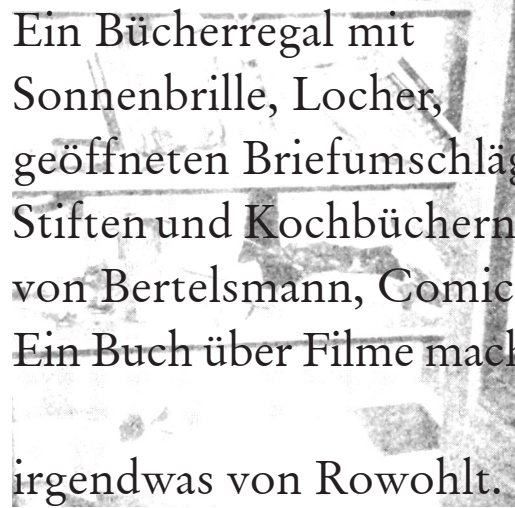 Ein Bücherregal mit
Sonnenbrille, Locher,
geöffneten Briefumschläg
Stiften und Kochbüchern
von Bertelsmann, Comic
Ein Buch über Filme mach
irgendwas von Rowohlt.